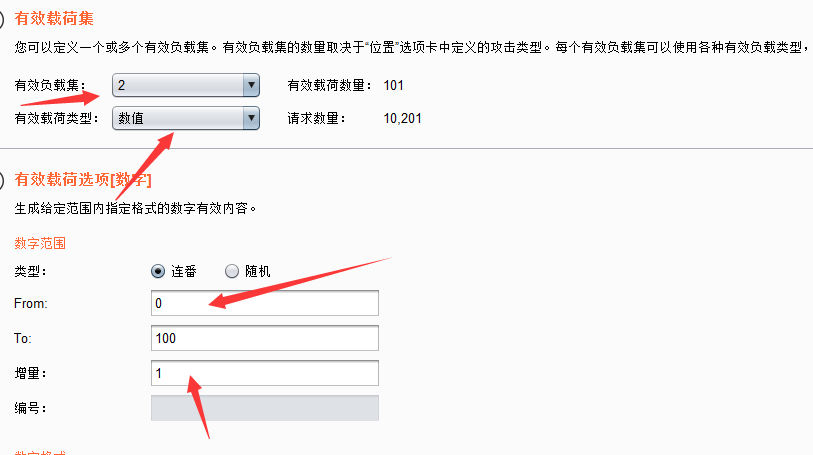 有效载荷集
您可以定义一个或多个有效负载集。有效负载集的数量取决于“位置”选项卡中定义的攻击类型。每个有效负载集可以使用各种有效负载类型，
有效负载集： 2 有效载荷数量： 101
有效载荷类型： 数值 请求数量： 10,201
有效载荷选项[数字]
生成给定范围内指定格式的数字有效内容。
数字范围
类型： 连番 随机
From: 0
To: 100
增量： 1
编号：
数字格式